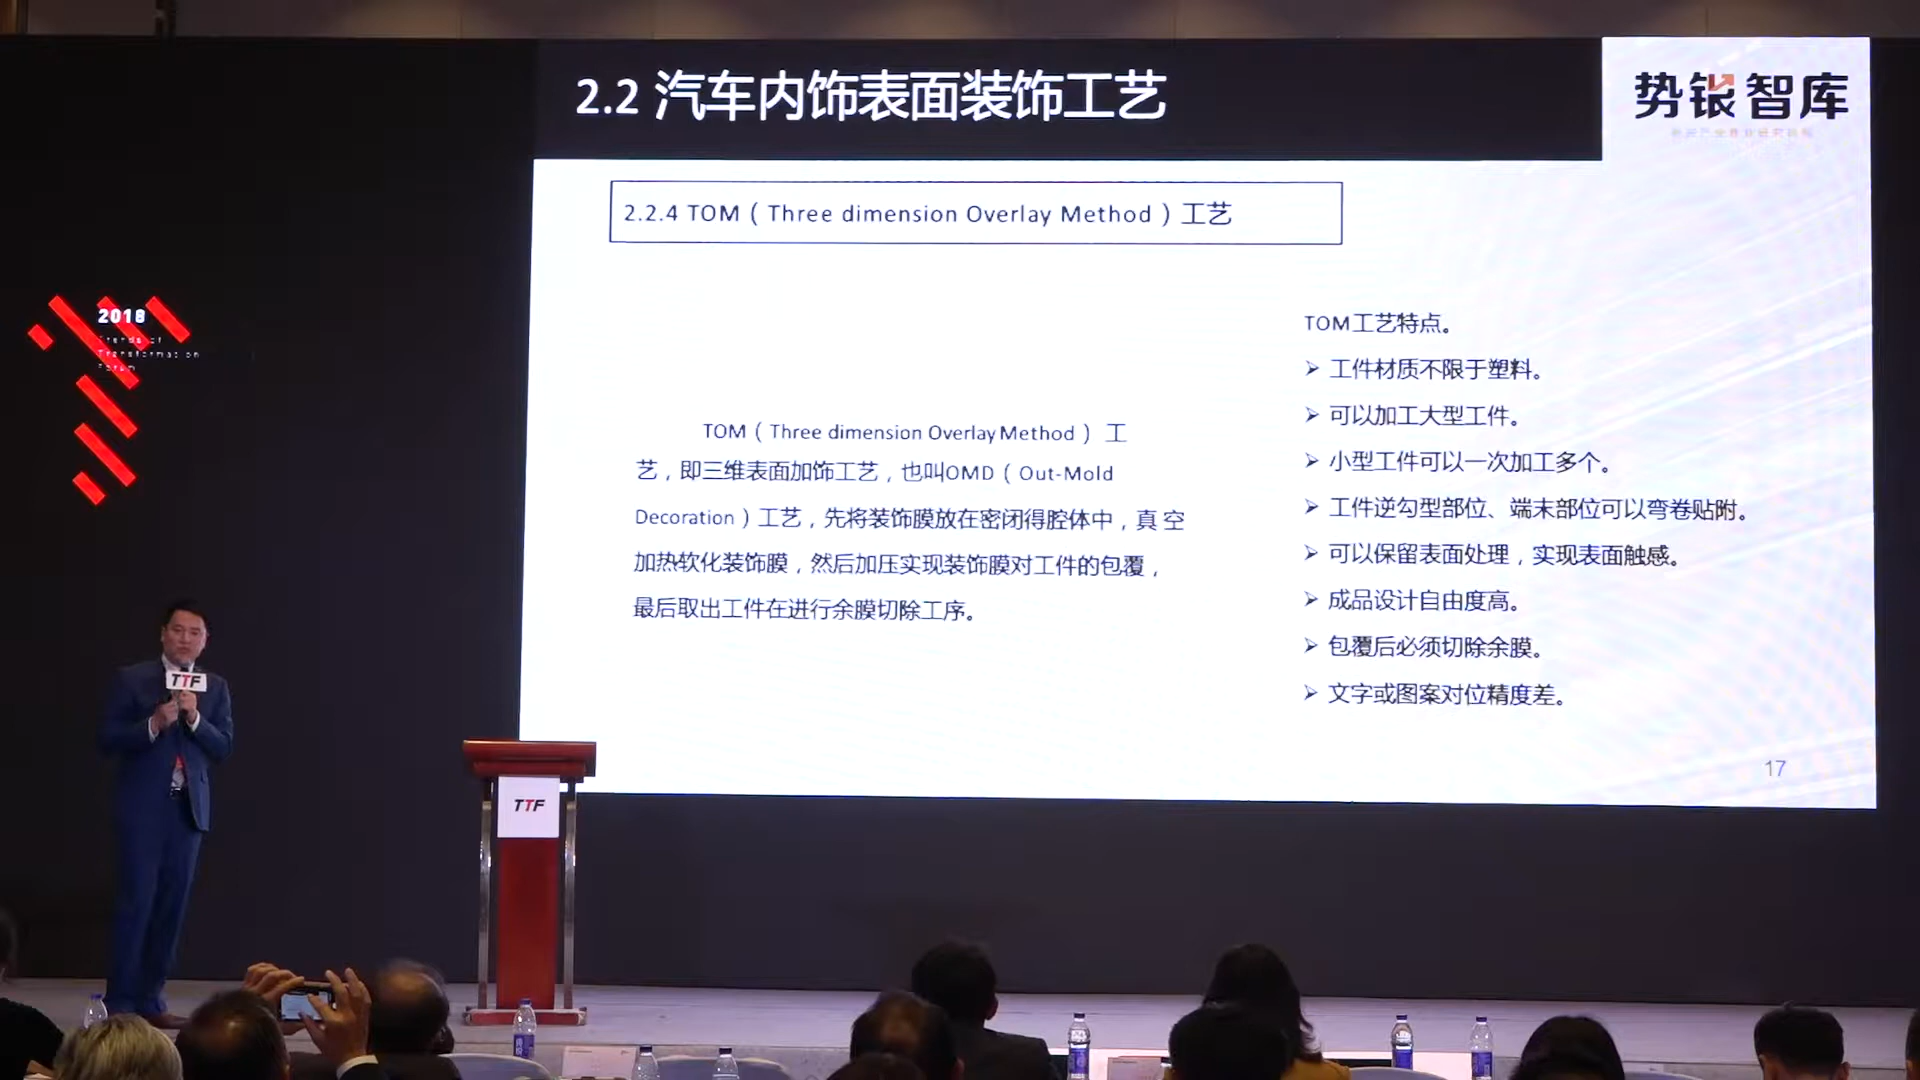 2.2 汽车内饰表面装饰工艺
势银智库
2.2.4 TOM（Three dimension Overlay Method）工艺
TOM（Three dimension Overlay Method） 工
艺，即三维表面加饰工艺，也叫OMD（Out-Mold
Decoration）工艺，先将装饰膜放在密闭得腔体中，真 空
加热软化装饰膜，然后加压实现装饰膜对工件的包覆，
最后取出工件在进行余膜切除工序。
TOM工艺特点。
➢ 工件材质不限于塑料。
➢ 可以加工大型工件。
➢ 小型工件可以一次加工多个。
➢ 工件逆勾型部位、端末部位可以弯卷贴附。
➢ 可以保留表面处理，实现表面触感。
➢ 成品设计自由度高。
➢ 包覆后必须切除余膜。
➢ 文字或图案对位精度差。
17
2018
Trends of
Transformation
Forum
TTF
TTF